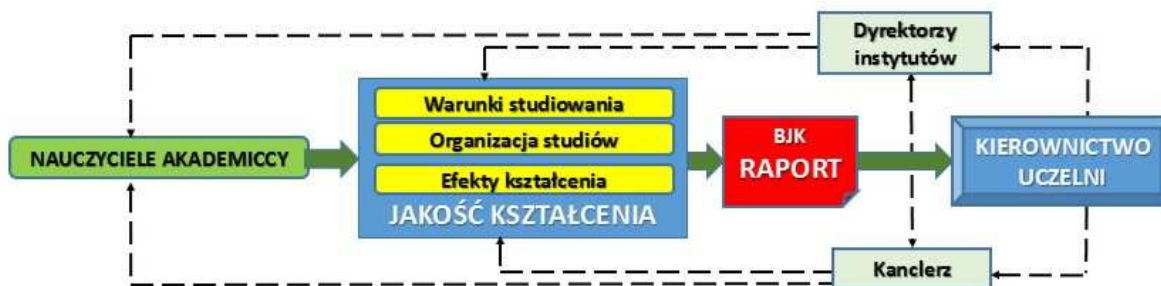 Dyrektorzy
instytutów
Warunki studiowania
Organizacja studiów
Efekty kształcenia
JAKOŚĆ KSZTAŁCENIA
NAUCZYCIELE AKADEMICCY
BJK
RAPORT
KIEROWNICTWO
UCZELNI
Kanclerz